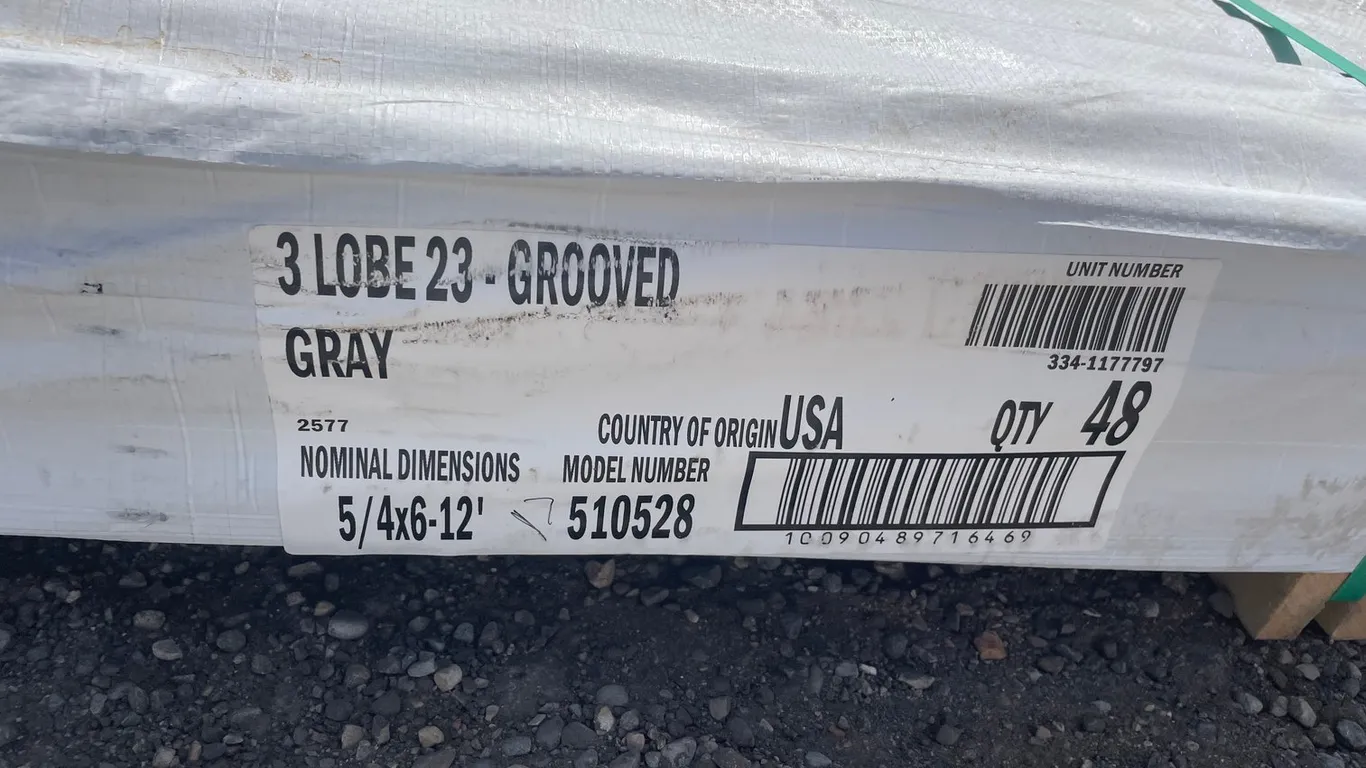 3 LOBE 23 - GROOVED
GRAY
UNIT NUMBER
334-1177797
2577
COUNTRY OF ORIGIN USA
QTY 48
NOMINAL DIMENSIONS
5/4x6-12'
MODEL NUMBER
510528
10090489716469